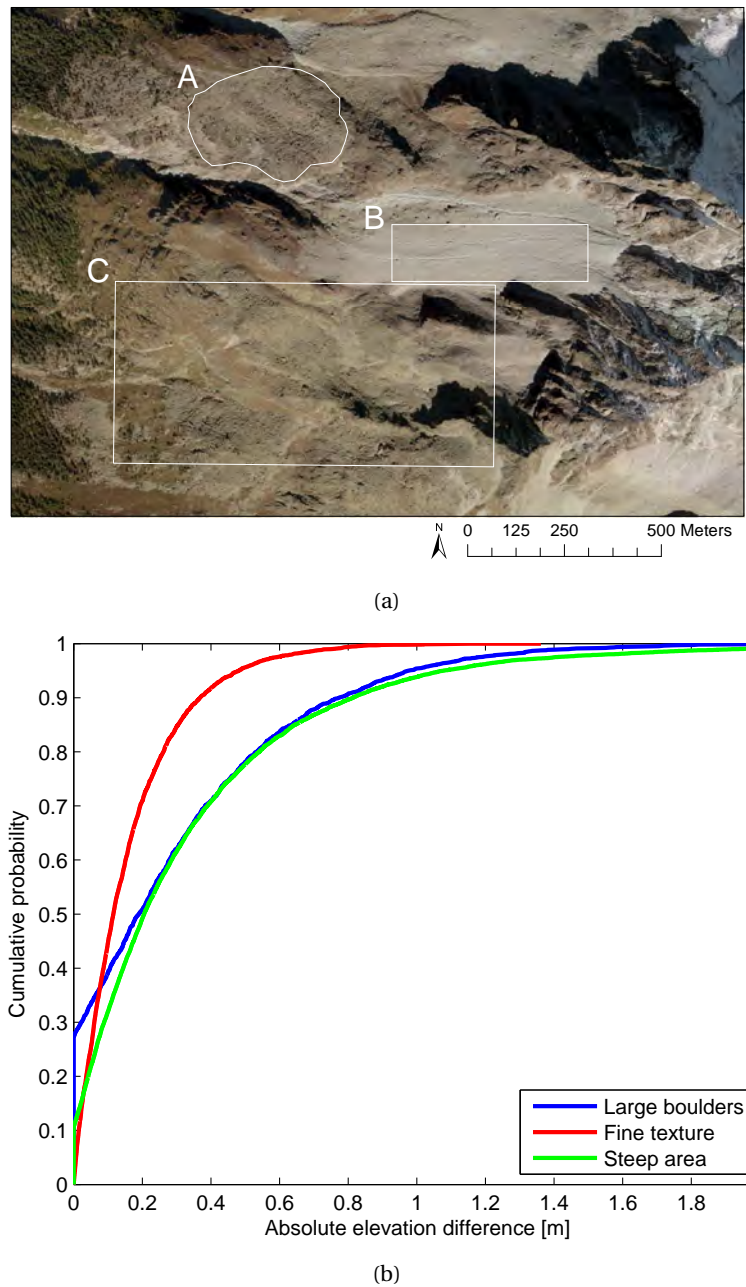 A
B
C
N
0 125 250 500 Meters
(a)
1
0.9
0.8
0.7
0.6
0.5
0.4
0.3
0.2
0.1
0
Cumulative probability
Large boulders
Fine texture
Steep area
0 0.2 0.4 0.6 0.8 1 1.2 1.4 1.6 1.8
Absolute elevation difference [m]
(b)